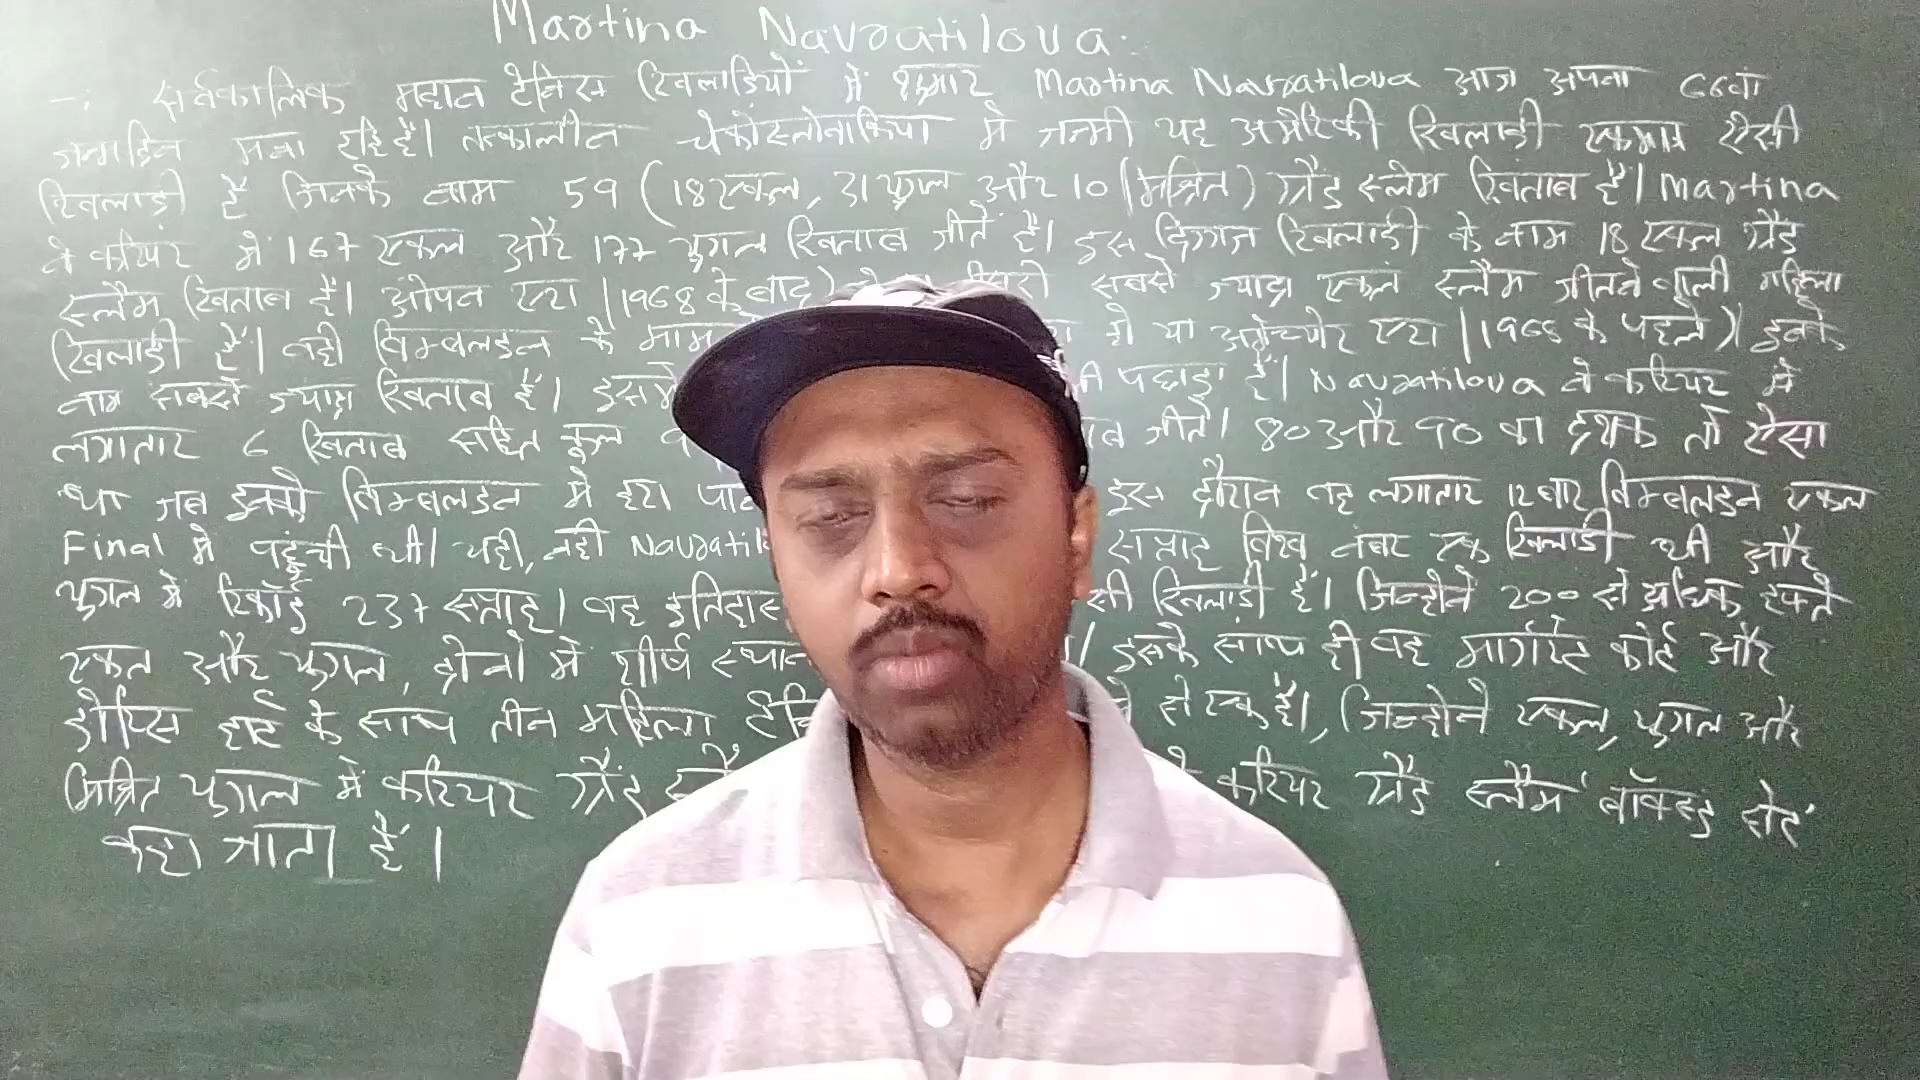 Martina Navratilova.
-: सर्वकालिक महान टेनिस खिलाडियों में शुमार Martina Navratilova आज अपना 66वां
जन्मदिन मना रहि है। तत्कालीन चेकोस्लोवाकिया में जन्मी यह अमेरिकी खिलाडी एकमात्र ऐसी
खिलाडी है जिनके नाम 59 (18 एकल, 31 युगल और 10 मिश्रित) ग्रैंड स्लैम खिताब है। Martina
ने करियर में 167 एकल और 177 युगल खिताब जीते है। इस दिग्गज खिलाडी के नाम 18 एकल ग्रैंड
स्लैम खिताब है। ओपन एरा (1968 के बाद) सबसे ज्यादा एकल स्लैम जीतने वाली महिला
खिलाडी है। वही विम्बलडन के में या अमेच्योर एरा (1968 के पहले) इनके
नाम सबसे ज्यादा खिताब है। पछाड़ा है। Navratilova ने करियर में
लगातार 6 खिताब सहित कुल जीते। 80 और 90 का दशक तो ऐसा
था जब इनको विम्बलडन में हरा इस दौरान वह लगातार 12 बार विम्बलडन एकल
Final में पहुंची थी। यही, नही सप्ताह विश्व नंबर एक खिलाडी थी और
युगल में रिकॉर्ड 237 सप्ताह। वह खिलाडी है। जिन्होने 200 से अधिक हफ्ते
एकल और युगल, दोनो में शीर्ष इसके साथ ही वह मार्गरेट कोर्ट और
डोरिस हार्ट के साथ तीन महिला से एक है।, जिन्होने एकल, युगल और
मिश्रित युगल में करियर ग्रैंड करियर ग्रैंड स्लैम 'बॉक्स्ड सेट'
कहा जाता है।